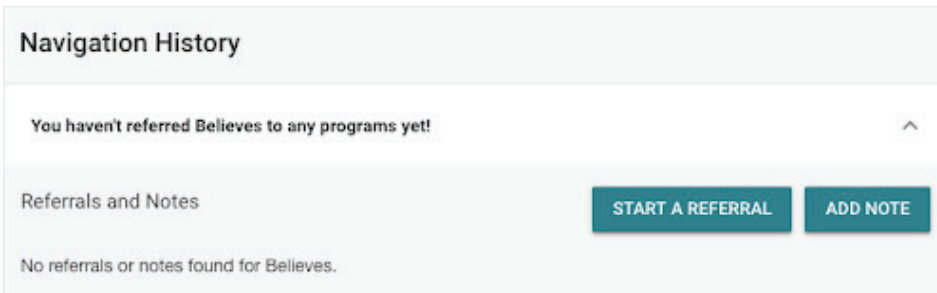 Navigation History
You haven't referred Believes to any programs yet!
Referrals and Notes
START A REFERRAL
ADD NOTE
No referrals or notes found for Believes.